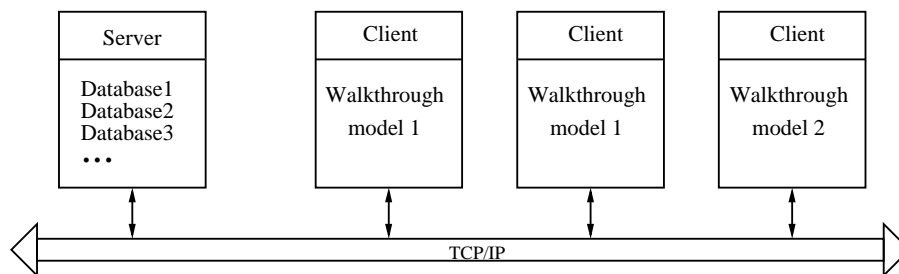 Server
Database1
Database2
Database3
...
Client
Walkthrough
model 1
Client
Walkthrough
model 1
Client
Walkthrough
model 2
TCP/IP